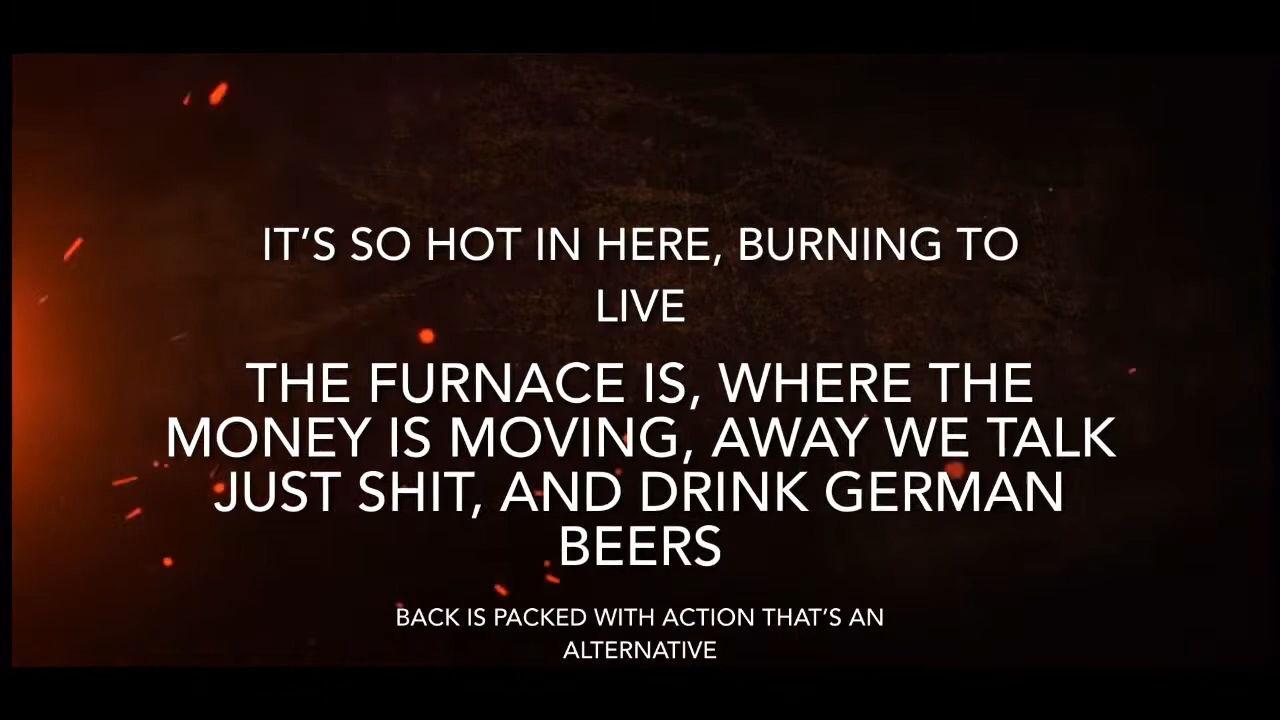 IT’S SO HOT IN HERE, BURNING TO
LIVE
THE FURNACE IS, WHERE THE
MONEY IS MOVING, AWAY WE TALK
JUST SHIT, AND DRINK GERMAN
BEERS
BACK IS PACKED WITH ACTION THAT’S AN
ALTERNATIVE